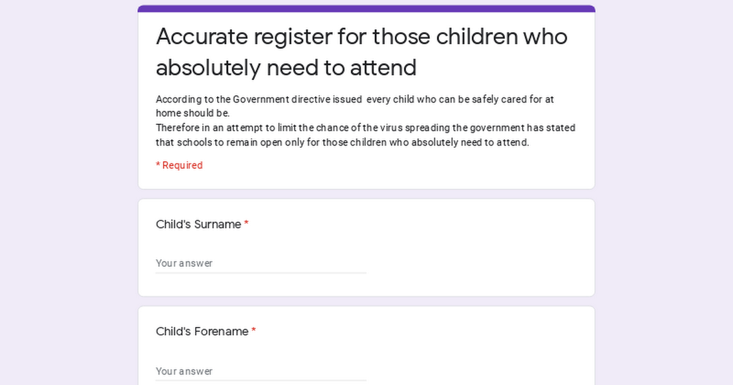 Accurate register for those children who
absolutely need to attend
According to the Government directive issued every child who can be safely cared for at
home should be.
Therefore in an attempt to limit the chance of the virus spreading the government has stated
that schools to remain open only for those children who absolutely need to attend.
* Required
Child's Surname *
Your answer
Child's Forename *
Your answer